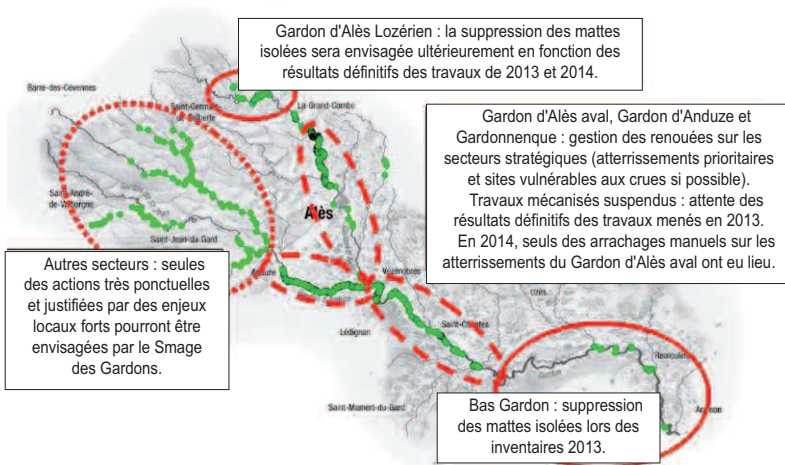 Gardon d'Alès Lozérien : la suppression des mattes
isolées sera envisagée ultérieurement en fonction des
résultats définitifs des travaux de 2013 et 2014.
Barre-des-Cévennes
Saint-Germain-
de-Calberte
La Grand-Combe
Gardon d'Alès aval, Gardon d'Anduze et
Gardonnenque : gestion des renouées sur les
secteurs stratégiques (atterrissements prioritaires
et sites vulnérables aux crues si possible).
Travaux mécanisés suspendus : attente des
résultats définitifs des travaux menés en 2013.
En 2014, seuls des arrachages manuels sur les
atterrissements du Gardon d'Alès aval ont eu lieu.
Saint-André-
de-Valborgne
Alès
Saint-Jean du Gard
Autres secteurs : seules
des actions très ponctuelles
et justifiées par des enjeux
locaux forts pourront être
envisagées par le Smage
des Gardons.
Anduze
Vézénobres
Uzès
Lédignan
Saint-Chaptes
Gardon
Remoulins
Aramon
Saint-Mamert-du-Gard
Bas Gardon : suppression
des mattes isolées lors des
inventaires 2013.